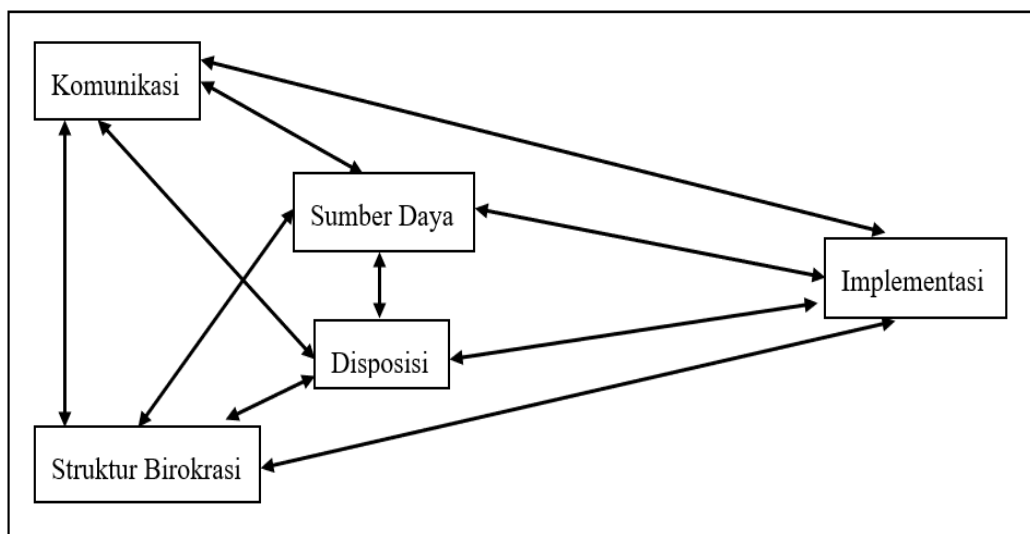 Komunikasi
Sumber Daya
Implementasi
Disposisi
Struktur Birokrasi